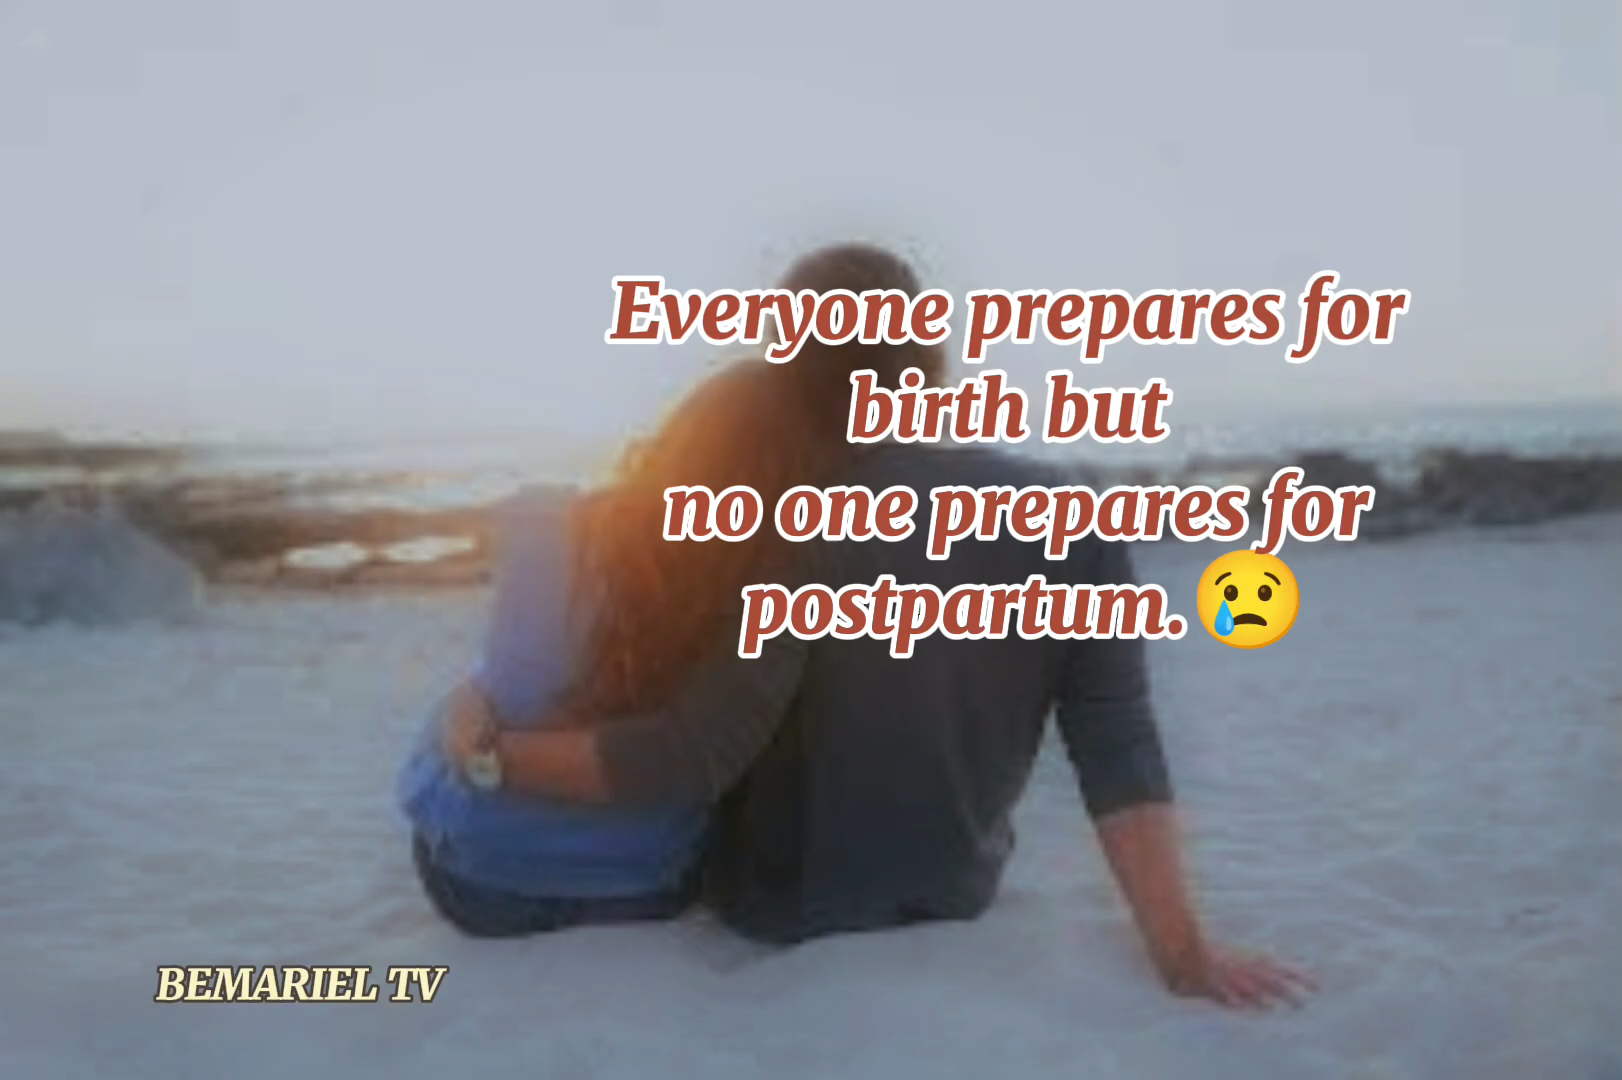 Everyone prepares for
birth but
no one prepares for
postpartum.😢
BEMARIEL TV